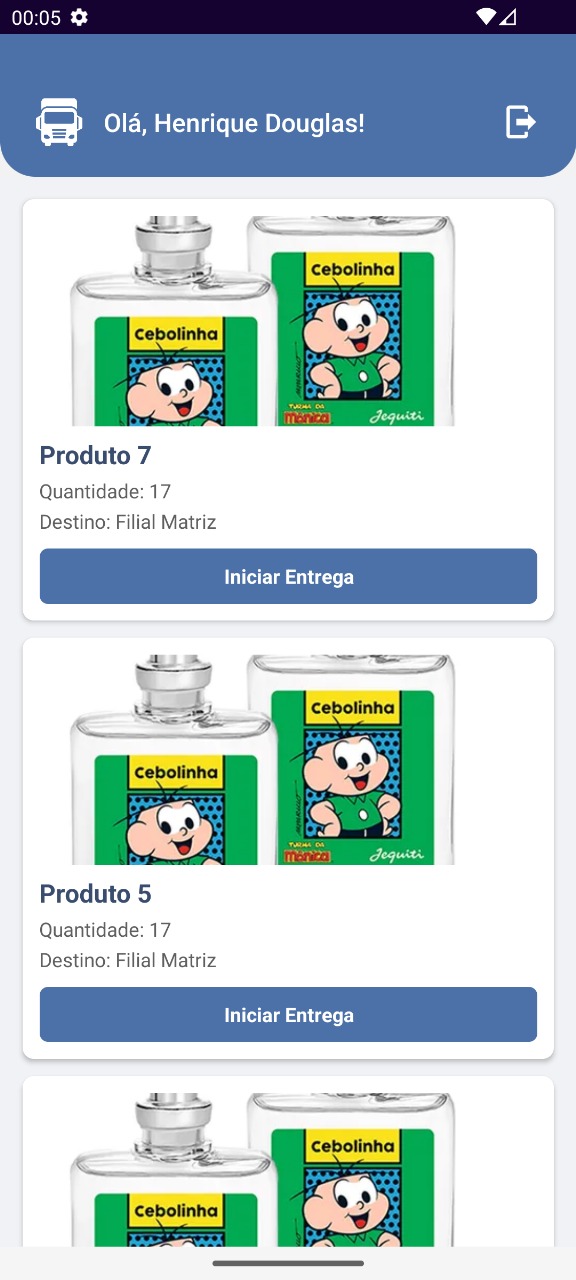 00:05
Olá, Henrique Douglas!
Cebolinha
Cebolinha
TURMA DA
Mônica
Jequiti
Produto 7
Quantidade: 17
Destino: Filial Matriz
Iniciar Entrega
Cebolinha
Cebolinha
TURMA DA
Mônica
Jequiti
Produto 5
Quantidade: 17
Destino: Filial Matriz
Iniciar Entrega
Cebolinha
Cebolinha